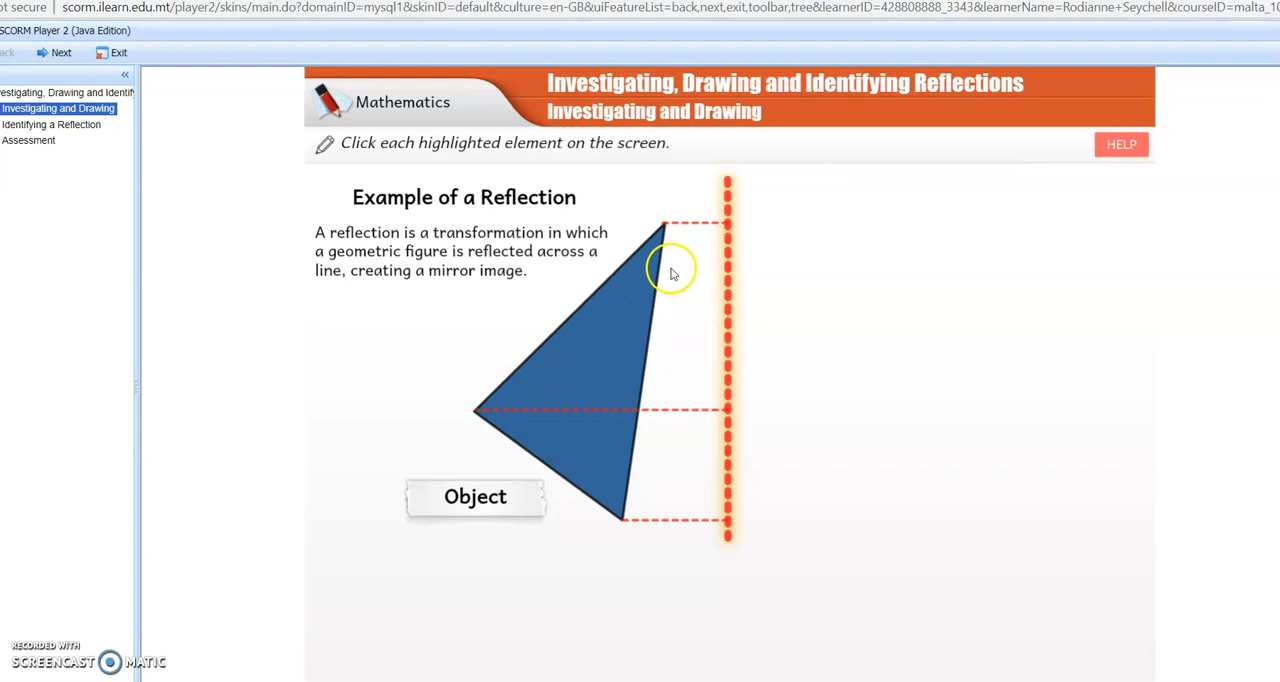 ot secure | scorm.ilearn.edu.mt/player2/skins/main.do?domainID=mysql1&skinID=default&culture=en-GB&uiFeatureList=back,next,exit,toolbar,tree&learnerID=428808888_3343&learnerName=Rodianne+Seychell&courseID=malta_10
SCORM Player 2 (Java Edition)
ack Next Exit
«
vestigating, Drawing and Identify
Investigating and Drawing
Identifying a Reflection
Assessment
Mathematics
Investigating, Drawing and Identifying Reflections
Investigating and Drawing
Click each highlighted element on the screen.
HELP
Example of a Reflection
A reflection is a transformation in which
a geometric figure is reflected across a
line, creating a mirror image.
Object
RECORDED WITH
SCREENCAST MATIC